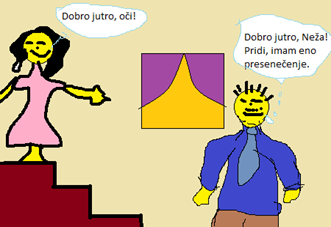 Dobro jutro, oči!
Dobro jutro, Neža!
Pridi, imam eno
presenečenje.